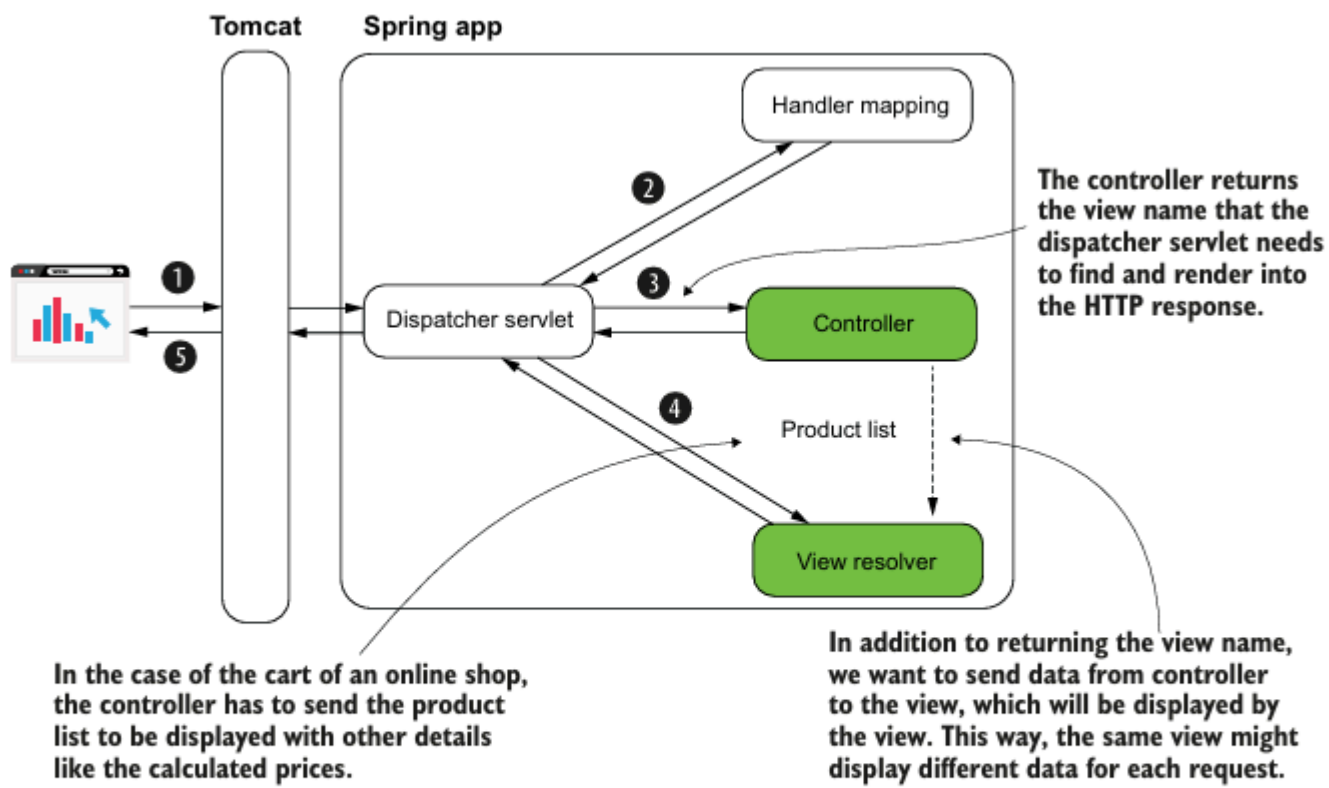 Tomcat
Spring app
Handler mapping
2
The controller returns
the view name that the
dispatcher servlet needs
to find and render into
the HTTP response.
1
3
Dispatcher servlet
Controller
5
4
Product list
View resolver
In the case of the cart of an online shop,
the controller has to send the product
list to be displayed with other details
like the calculated prices.
In addition to returning the view name,
we want to send data from controller
to the view, which will be displayed by
the view. This way, the same view might
display different data for each request.